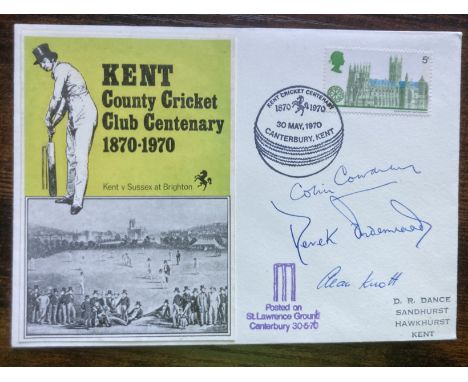 KENT
County Cricket
Club Centenary
1870-1970
Kent v Sussex at Brighton
5d
KENT CRICKET CENTENARY
1870 1970
30 MAY, 1970
CANTERBURY, KENT
Colin Cowdrey
Derek Underwood
Alan Knott
Posted on
St. Lawrence Ground
Canterbury 30-5-70
D. R. DANCE
SANDHURST
HAWKHURST
KENT